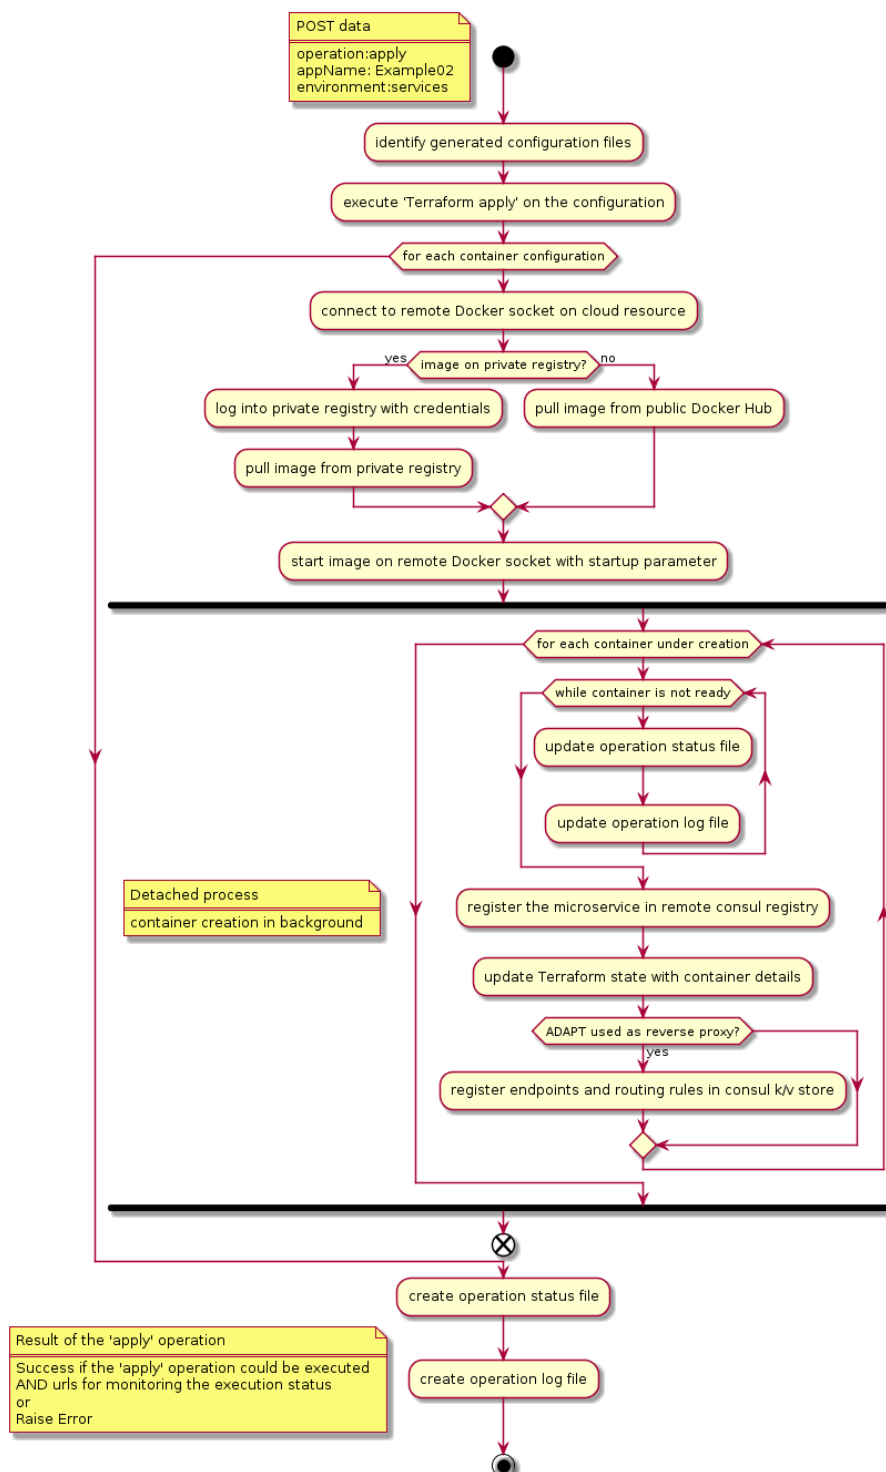 POST data
operation:apply
appName: Example02
environment:services
identify generated configuration files
execute 'Terraform apply' on the configuration
for each container configuration
connect to remote Docker socket on cloud resource
yes
image on private registry?
no
log into private registry with credentials
pull image from public Docker Hub
pull image from private registry
start image on remote Docker socket with startup parameter
for each container under creation
while container is not ready
update operation status file
update operation log file
Detached process
container creation in background
register the microservice in remote consul registry
update Terraform state with container details
ADAPT used as reverse proxy?
yes
register endpoints and routing rules in consul k/v store
create operation status file
Result of the 'apply' operation
Success if the 'apply' operation could be executed
AND urls for monitoring the execution status
or
Raise Error
create operation log file